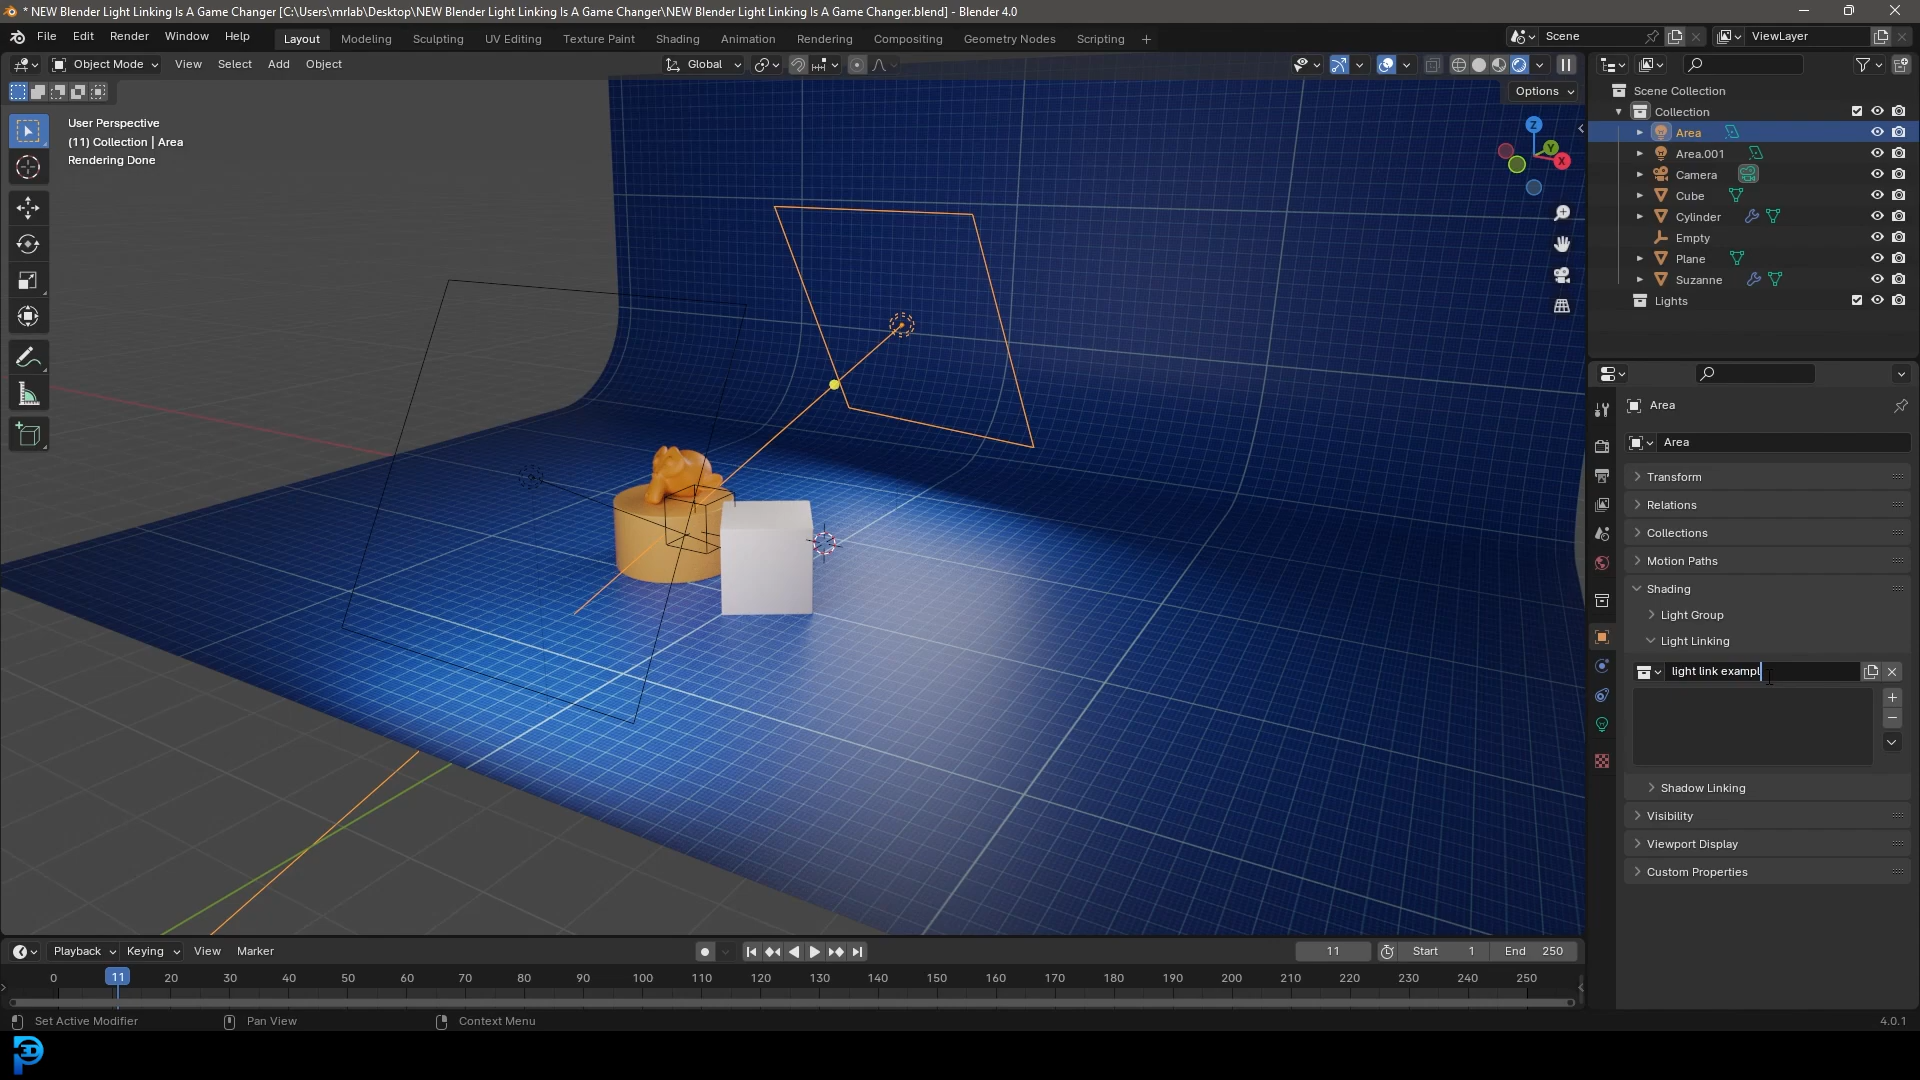 * NEW Blender Light Linking Is A Game Changer [C:\Users\mrlab\Desktop\NEW Blender Light Linking Is A Game Changer\NEW Blender Light Linking Is A Game Changer.blend] - Blender 4.0
File Edit Render Window Help Layout Modeling Sculpting UV Editing Texture Paint Shading Animation Rendering Compositing Geometry Nodes Scripting + Scene ViewLayer
Object Mode View Select Add Object Global
Options
User Perspective
(11) Collection | Area
Rendering Done
Z
Y
X
Scene Collection
Collection
Area
Area.001
Camera
Cube
Cylinder
Empty
Plane
Suzanne
Lights
Area
Area
Transform
Relations
Collections
Motion Paths
Shading
Light Group
Light Linking
light link exampl
Shadow Linking
Visibility
Viewport Display
Custom Properties
Playback Keying View Marker 11 Start 1 End 250
0 11 20 30 40 50 60 70 80 90 100 110 120 130 140 150 160 170 180 190 200 210 220 230 240 250
Set Active Modifier Pan View Context Menu 4.0.1
3D